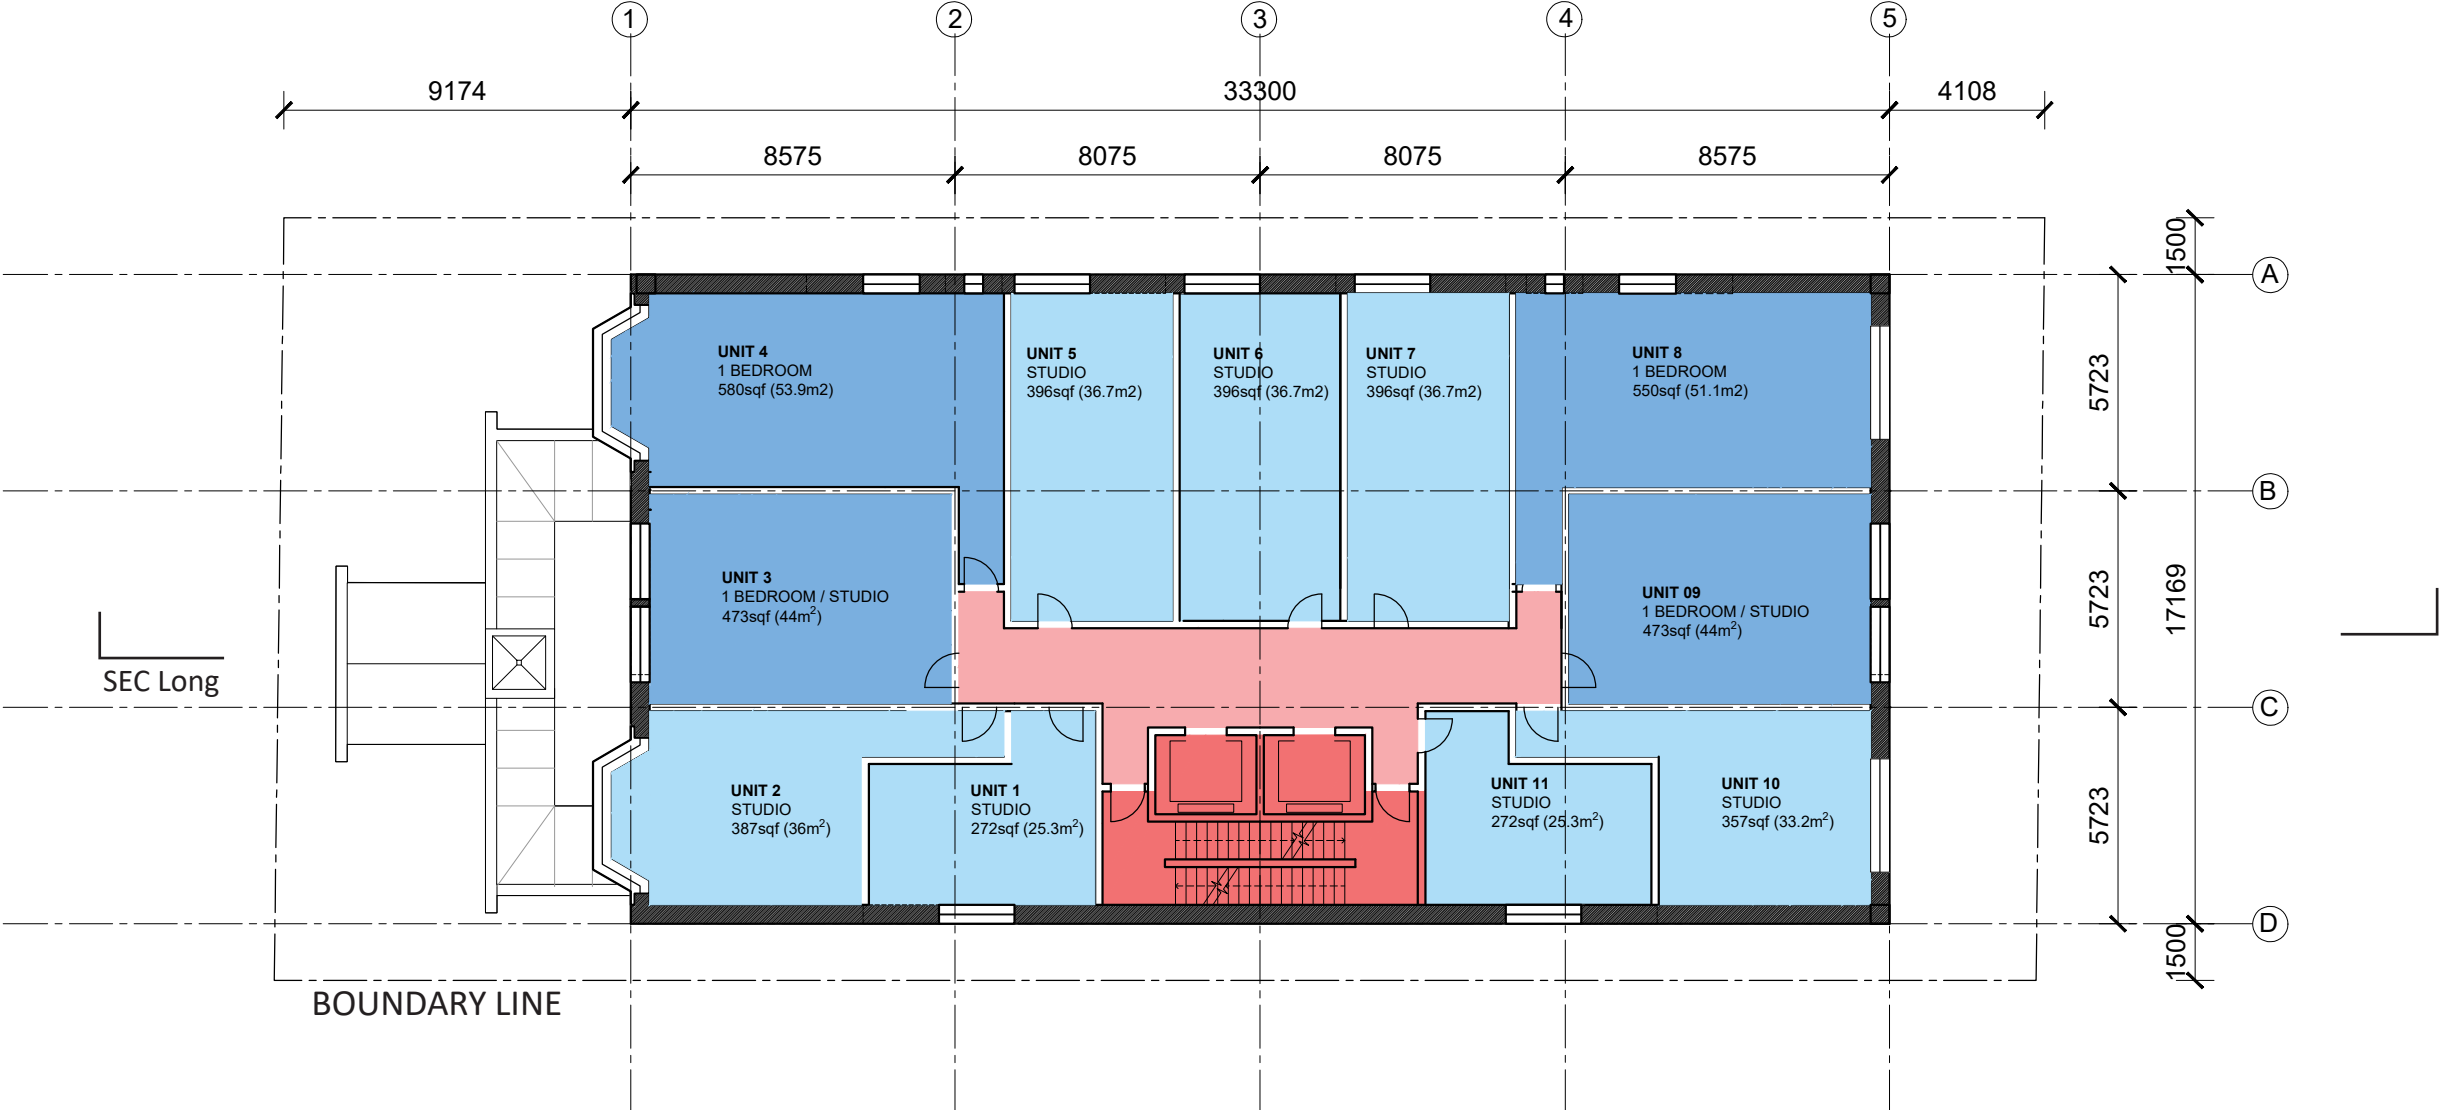 1 2 3 4 5
9174 33300 4108
8575 8075 8075 8575
1500
A
UNIT 4
1 BEDROOM
580sqf (53.9m2)
UNIT 5
STUDIO
396sqf (36.7m2)
UNIT 6
STUDIO
396sqf (36.7m2)
UNIT 7
STUDIO
396sqf (36.7m2)
UNIT 8
1 BEDROOM
550sqf (51.1m2)
5723
B
UNIT 3
1 BEDROOM / STUDIO
473sqf (44m²)
UNIT 09
1 BEDROOM / STUDIO
473sqf (44m²)
5723
17169
SEC Long
C
UNIT 2
STUDIO
387sqf (36m²)
UNIT 1
STUDIO
272sqf (25.3m²)
UNIT 11
STUDIO
272sqf (25.3m²)
UNIT 10
STUDIO
357sqf (33.2m²)
5723
D
1500
BOUNDARY LINE